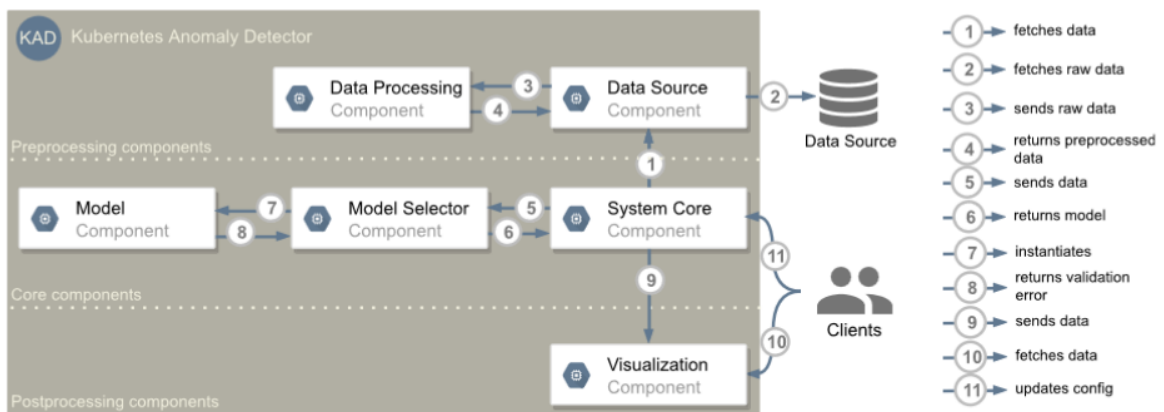 KAD Kubernetes Anomaly Detector
Data Processing
Component
3
4
Data Source
Component
2
Data Source
Preprocessing components
1
Model
Component
7
8
Model Selector
Component
5
6
System Core
Component
11
9
Core components
Clients
10
Visualization
Component
Postprocessing components
1 fetches data
2 fetches raw data
3 sends raw data
4 returns preprocessed
data
5 sends data
6 returns model
7 instantiates
8 returns validation
error
9 sends data
10 fetches data
11 updates config